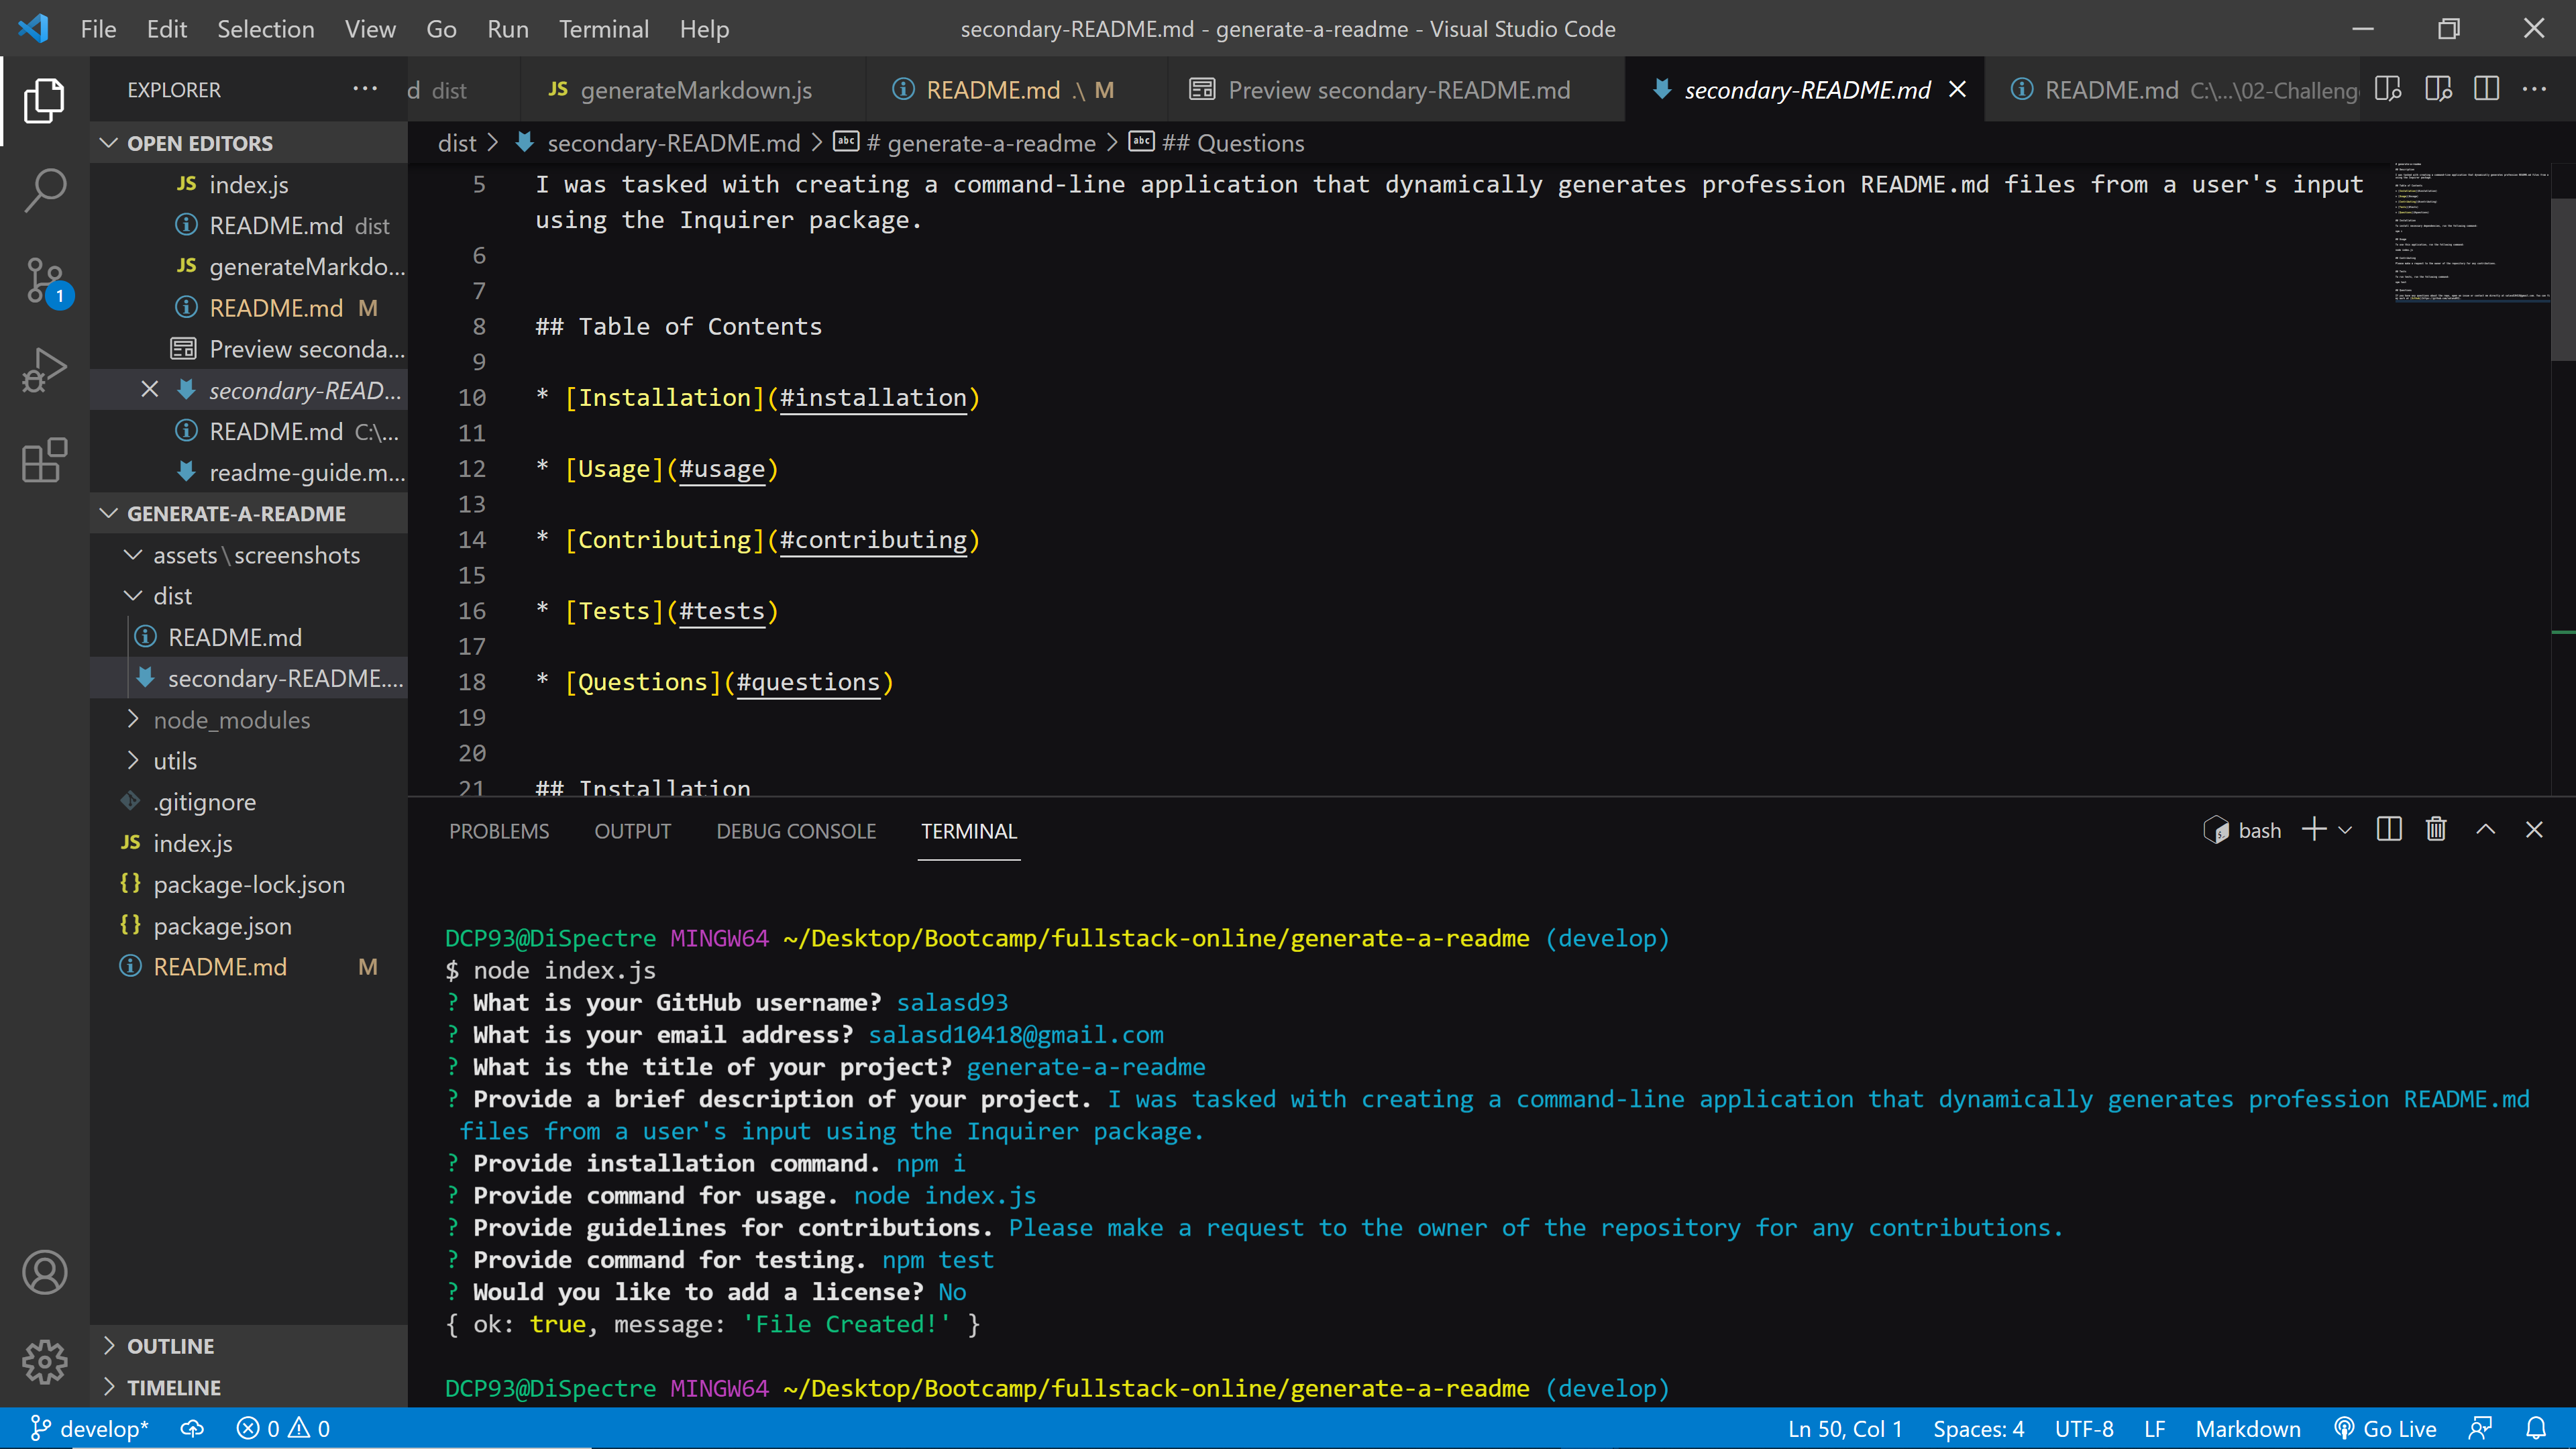 File Edit Selection View Go Run Terminal Help secondary-README.md - generate-a-readme - Visual Studio Code
EXPLORER
d dist JS generateMarkdown.js README.md .\ M Preview secondary-README.md secondary-README.md README.md C:\...\02-Challenge
dist > secondary-README.md > # generate-a-readme > ## Questions
OPEN EDITORS
JS index.js
README.md dist
JS generateMarkdo...
README.md M
Preview seconda...
secondary-READ...
README.md C:\...
readme-guide.m...
GENERATE-A-README
assets\screenshots
dist
README.md
secondary-README....
node_modules
utils
.gitignore
JS index.js
{} package-lock.json
{} package.json
README.md M
OUTLINE
TIMELINE
5 I was tasked with creating a command-line application that dynamically generates profession README.md files from a user's input
using the Inquirer package.
6
7
8 ## Table of Contents
9
10 * [Installation](#installation)
11
12 * [Usage](#usage)
13
14 * [Contributing](#contributing)
15
16 * [Tests](#tests)
17
18 * [Questions](#questions)
19
20
21 ## Installation
PROBLEMS OUTPUT DEBUG CONSOLE TERMINAL bash
DCP93@DiSpectre MINGW64 ~/Desktop/Bootcamp/fullstack-online/generate-a-readme (develop)
$ node index.js
? What is your GitHub username? salasd93
? What is your email address? salasd10418@gmail.com
? What is the title of your project? generate-a-readme
? Provide a brief description of your project. I was tasked with creating a command-line application that dynamically generates profession README.md
files from a user's input using the Inquirer package.
? Provide installation command. npm i
? Provide command for usage. node index.js
? Provide guidelines for contributions. Please make a request to the owner of the repository for any contributions.
? Provide command for testing. npm test
? Would you like to add a license? No
{ ok: true, message: 'File Created!' }
DCP93@DiSpectre MINGW64 ~/Desktop/Bootcamp/fullstack-online/generate-a-readme (develop)
1
develop* 0 0 Ln 50, Col 1 Spaces: 4 UTF-8 LF Markdown Go Live